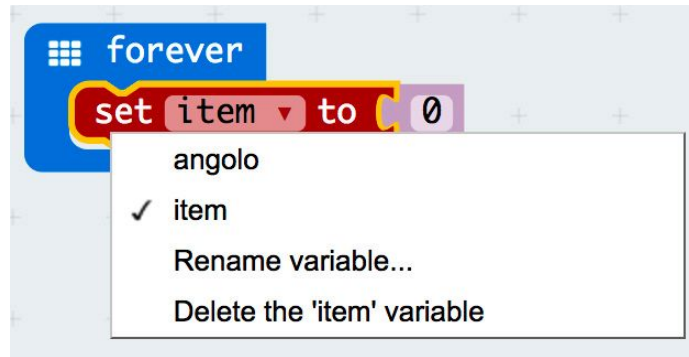 forever
set item to 0
angolo
item
Rename variable...
Delete the 'item' variable